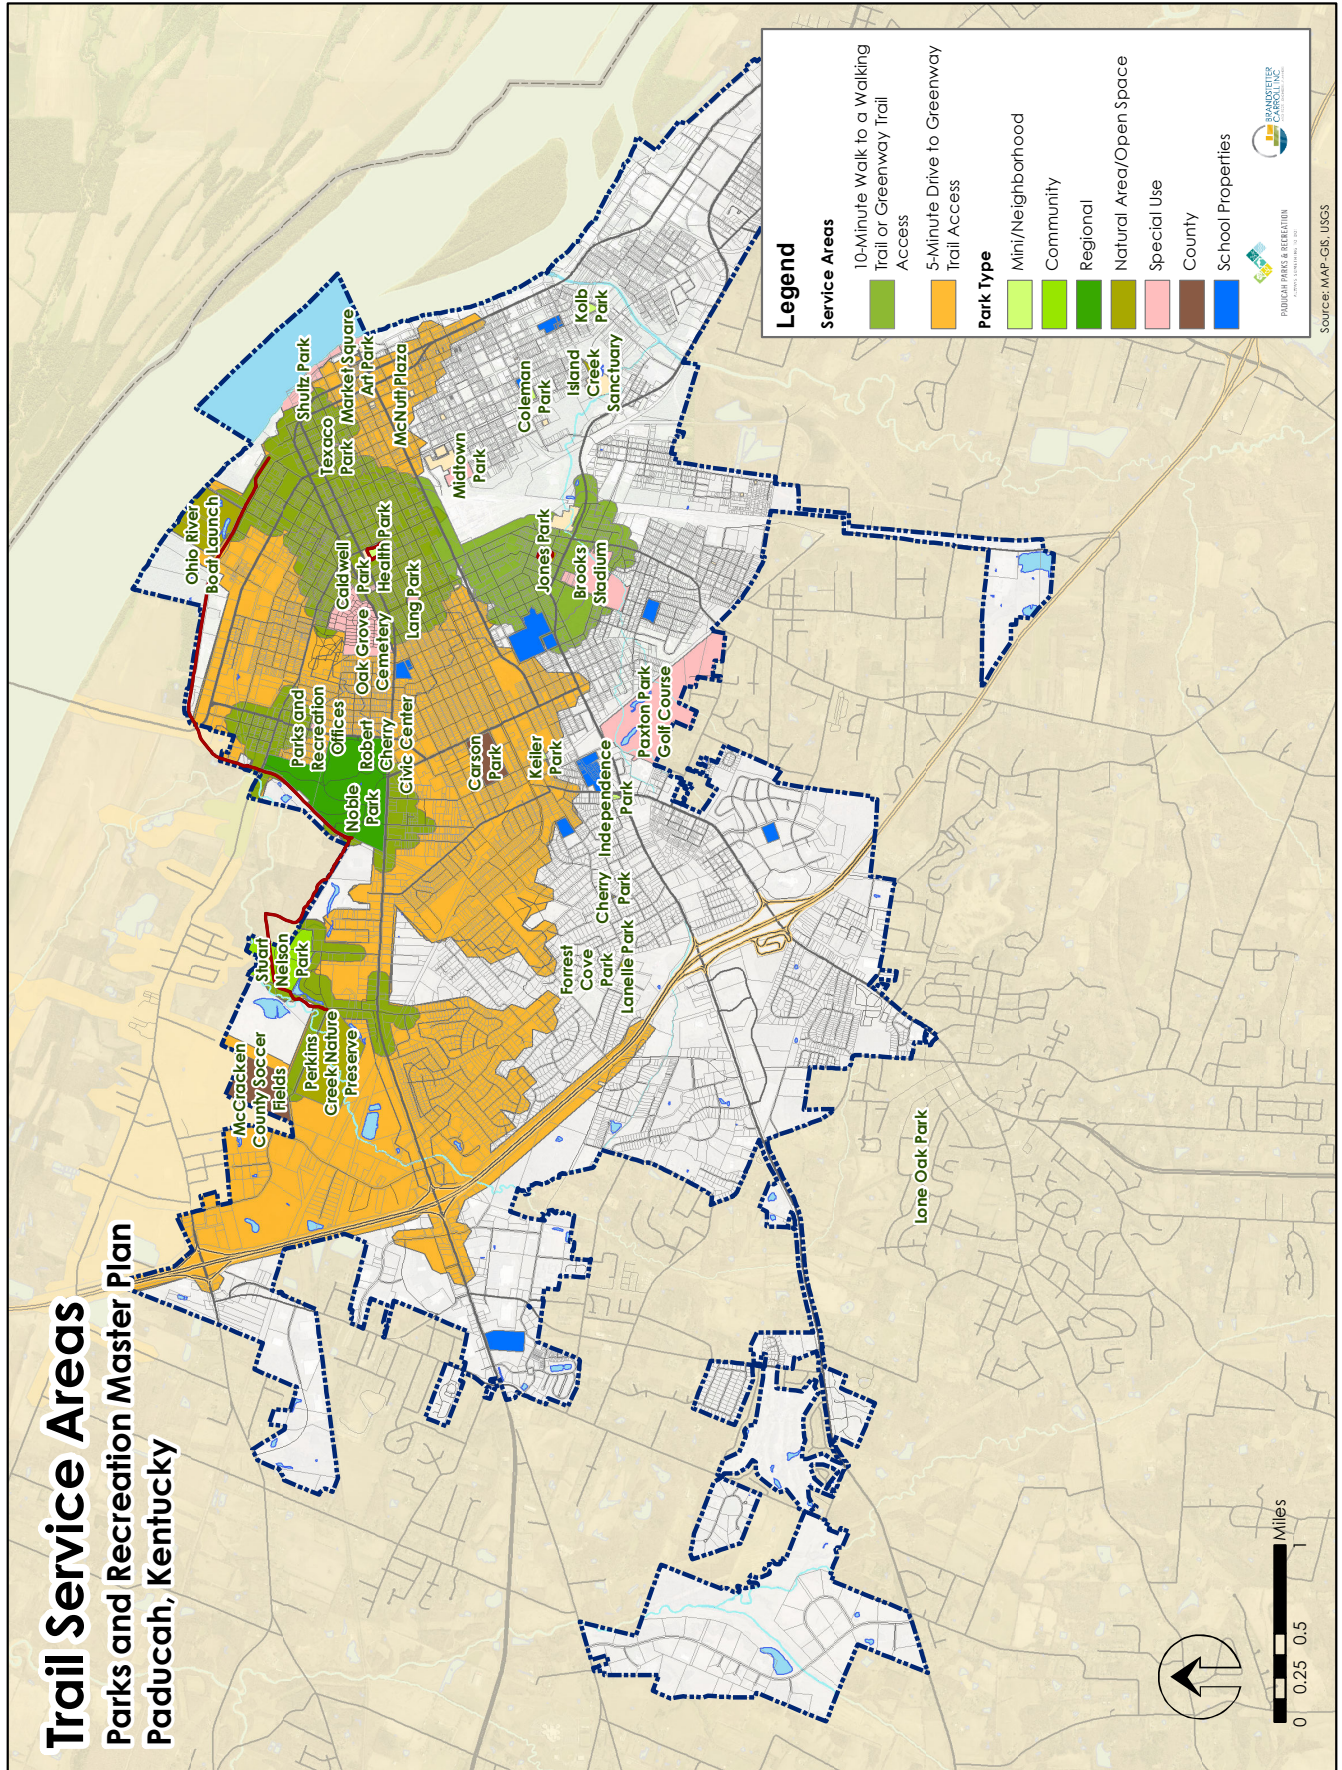 Trail Service Areas
Parks and Recreation Master Plan
Paducah, Kentucky
McCracken
County Soccer
Fields
Perkins
Creek Nature
Preserve
Stuart
Nelson
Park
Noble
Park
Robert
Cherry
Civic Center
Parks and
Recreation
Offices
Oak Grove
Cemetery
Caldwell
Park
Health Park
Lang Park
Ohio River
Boat Launch
Texaco
Park
Shultz Park
Market Square
Art Park
McNutt Plaza
Midtown
Park
Coleman
Park
Island
Creek
Sanctuary
Kolb
Park
Jones Park
Brooks
Stadium
Carson
Park
Keiler
Park
Paxton Park
Golf Course
Independence
Park
Cherry
Park
Forrest
Cove
Park
Lanelle Park
Lone Oak Park
Legend
Service Areas
10-Minute Walk to a Walking
Trail or Greenway Trail
Access
5-Minute Drive to Greenway
Trail Access
Park Type
Mini/Neighborhood
Community
Regional
Natural Area/Open Space
Special Use
County
School Properties
PADUCAH PARKS & RECREATION
BRANDSTETTER
CARROLL INC
0 0.25 0.5 1
Miles
Source: MAP-GIS, USGS